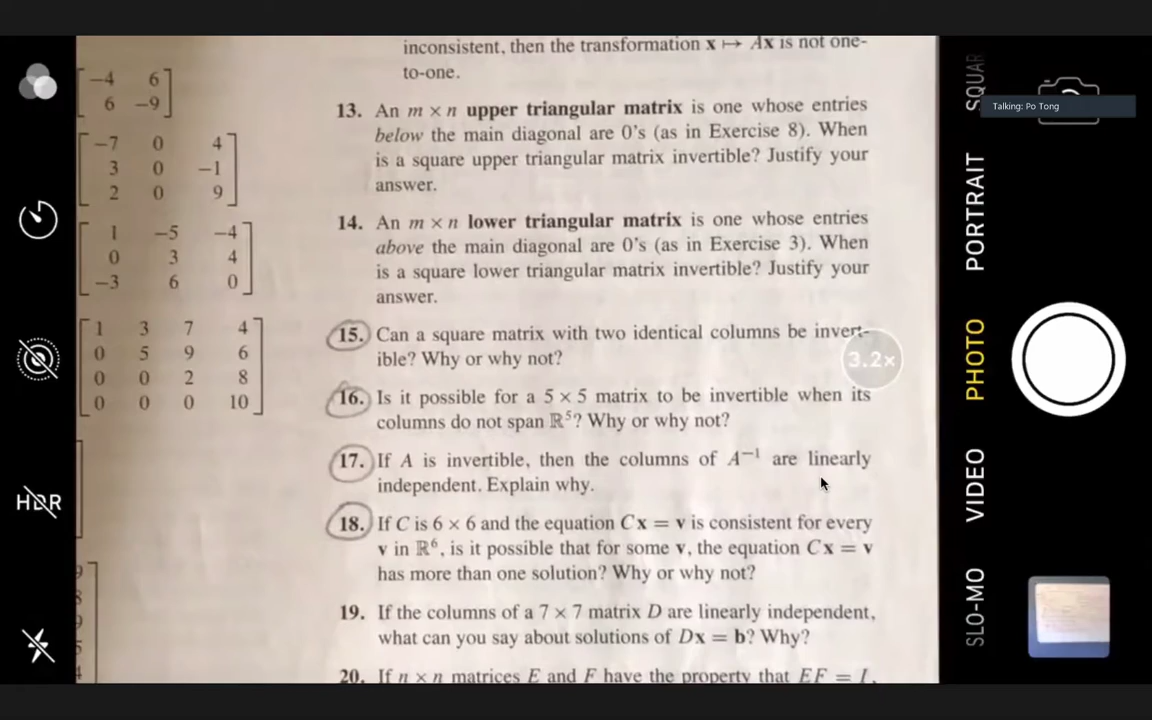 inconsistent, then the transformation x ↦ Ax is not one-
to-one.
13. An m × n upper triangular matrix is one whose entries
below the main diagonal are 0's (as in Exercise 8). When
is a square upper triangular matrix invertible? Justify your
answer.
14. An m × n lower triangular matrix is one whose entries
above the main diagonal are 0's (as in Exercise 3). When
is a square lower triangular matrix invertible? Justify your
answer.
15. Can a square matrix with two identical columns be invert-
ible? Why or why not?
16. Is it possible for a 5 × 5 matrix to be invertible when its
columns do not span ℝ⁵? Why or why not?
17. If A is invertible, then the columns of A⁻¹ are linearly
independent. Explain why.
18. If C is 6 × 6 and the equation Cx = v is consistent for every
v in ℝ⁶, is it possible that for some v, the equation Cx = v
has more than one solution? Why or why not?
19. If the columns of a 7 × 7 matrix D are linearly independent,
what can you say about solutions of Dx = b? Why?
20. If n × n matrices E and F have the property that EF = I,
−4 6
6 −9
−7 0 4
3 0 −1
2 0 9
1 −5 −4
0 3 4
−3 6 0
1 3 7 4
0 5 9 6
0 0 2 8
0 0 0 10
3.2×
HDR
SQUAR
PORTRAIT
PHOTO
VIDEO
SLO-MO
Talking: Po Tong